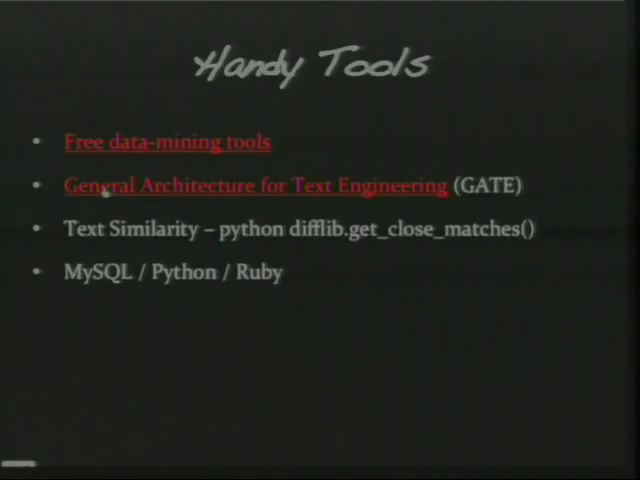 Handy Tools
• Free data-mining tools
• General Architecture for Text Engineering (GATE)
• Text Similarity – python difflib.get_close_matches()
• MySQL / Python / Ruby